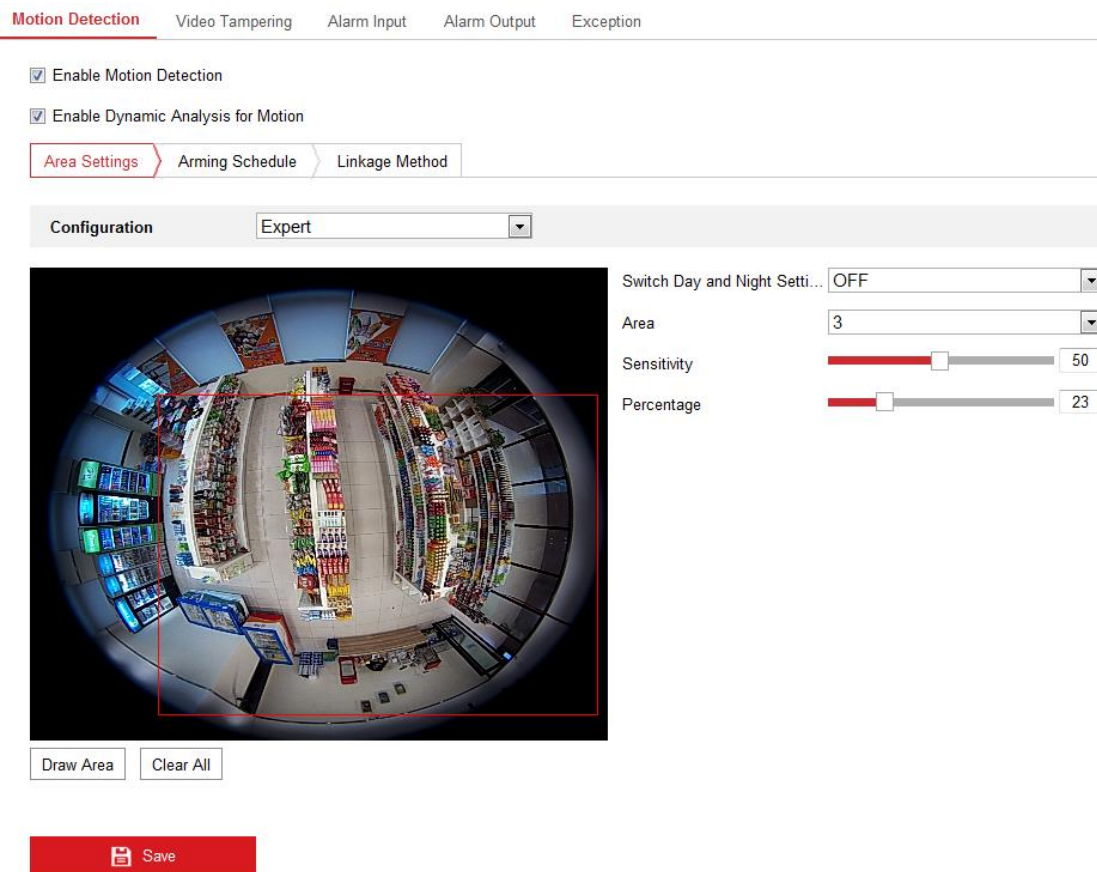 Motion Detection Video Tampering Alarm Input Alarm Output Exception
Enable Motion Detection
Enable Dynamic Analysis for Motion
Area Settings Arming Schedule Linkage Method
Configuration Expert
Switch Day and Night Setti... OFF
Area 3
Sensitivity 50
Percentage 23
Draw Area Clear All
Save